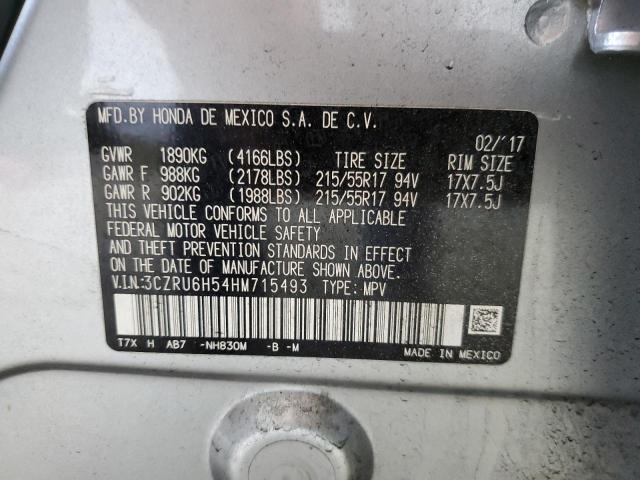 MFD.BY HONDA DE MEXICO S.A. DE C.V.
02/'17
GVWR 1890KG (4166LBS) TIRE SIZE RIM SIZE
GAWR F 988KG (2178LBS) 215/55R17 94V 17X7.5J
GAWR R 902KG (1988LBS) 215/55R17 94V 17X7.5J
THIS VEHICLE CONFORMS TO ALL APPLICABLE
FEDERAL MOTOR VEHICLE SAFETY
AND THEFT PREVENTION STANDARDS IN EFFECT
ON THE DATE OF MANUFACTURE SHOWN ABOVE.
V.I.N:3CZRU6H54HM715493 TYPE: MPV
T7X H AB7 -NH830M -B -M
MADE IN MEXICO